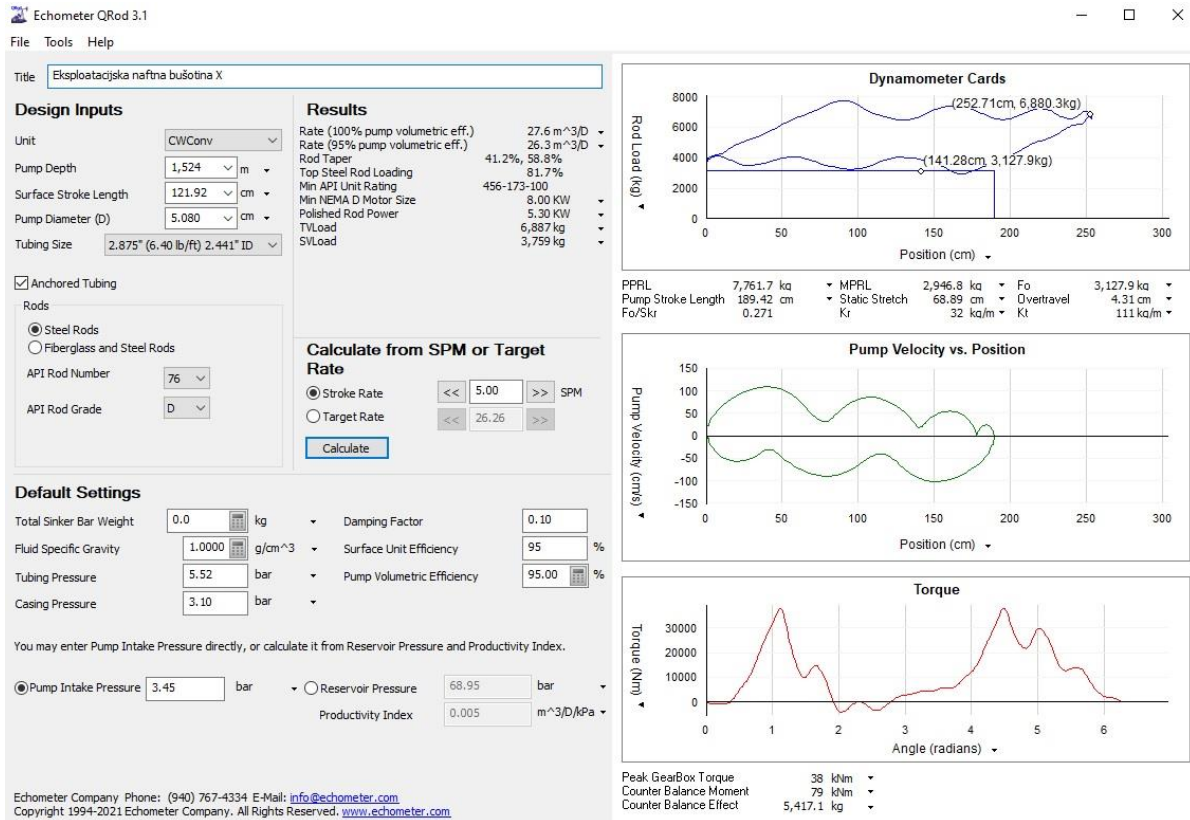 Echometer QRod 3.1
File Tools Help
Title Eksploatacijska naftna bušotina X
Design Inputs
Unit CWConv
Pump Depth 1,524 m
Surface Stroke Length 121.92 cm
Pump Diameter (D) 5.080 cm
Tubing Size 2.875" (6.40 lb/ft) 2.441" ID
Anchored Tubing
Rods
Steel Rods
Fiberglass and Steel Rods
API Rod Number 76
API Rod Grade D
Results
Rate (100% pump volumetric eff.) 27.6 m^3/D
Rate (95% pump volumetric eff.) 26.3 m^3/D
Rod Taper 41.2%, 58.8%
Top Steel Rod Loading 81.7%
Min API Unit Rating 456-173-100
Min NEMA D Motor Size 8.00 KW
Polished Rod Power 5.30 KW
TVLoad 6,887 kg
SVLoad 3,759 kg
Calculate from SPM or Target
Rate
Stroke Rate << 5.00 >> SPM
Target Rate << 26.26 >>
Calculate
Default Settings
Total Sinker Bar Weight 0.0 kg
Fluid Specific Gravity 1.0000 g/cm^3
Tubing Pressure 5.52 bar
Casing Pressure 3.10 bar
Damping Factor 0.10
Surface Unit Efficiency 95 %
Pump Volumetric Efficiency 95.00 %
You may enter Pump Intake Pressure directly, or calculate it from Reservoir Pressure and Productivity Index.
Pump Intake Pressure 3.45 bar
Reservoir Pressure 68.95 bar
Productivity Index 0.005 m^3/D/kPa
Echometer Company Phone: (940) 767-4334 E-Mail: info@echometer.com
Copyright 1994-2021 Echometer Company. All Rights Reserved. www.echometer.com
Dynamometer Cards
Rod Load (kg)
8000
6000
4000
2000
0
(252.71cm, 6,880.3kg)
(141.28cm, 3,127.9kg)
0 50 100 150 200 250 300
Position (cm)
PPRL 7,761.7 kg MPRL 2,946.8 kg Fo 3,127.9 kg
Pump Stroke Length 189.42 cm Static Stretch 68.89 cm Overtravel 4.31 cm
Fo/Skr 0.271 Kr 32 kg/m Kt 111 kg/m
Pump Velocity vs. Position
Pump Velocity (cm/s)
150
100
50
0
-50
-100
-150
0 50 100 150 200 250 300
Position (cm)
Torque
Torque (Nm)
30000
20000
10000
0
0 1 2 3 4 5 6
Angle (radians)
Peak GearBox Torque 38 kNm
Counter Balance Moment 79 kNm
Counter Balance Effect 5,417.1 kg